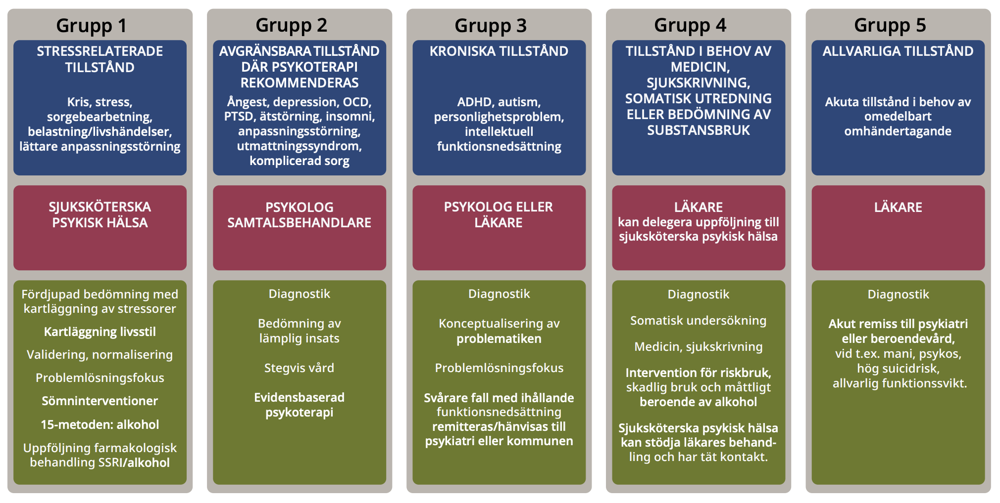 Grupp 1
STRESSRELATERADE
TILLSTÅND
Kris, stress,
sorgebearbetning,
belastning/livshändelser,
lättare anpassningsstörning
SJUKSKÖTERSKA
PSYKISK HÄLSA
Fördjupad bedömning med
kartläggning av stressorer
Kartläggning livsstil
Validering, normalisering
Problemlösningsfokus
Sömninterventioner
15-metoden: alkohol
Uppföljning farmakologisk
behandling SSRI/alkohol
Grupp 2
AVGRÄNSBARA TILLSTÅND
DÄR PSYKOTERAPI
REKOMMENDERAS
Ångest, depression, OCD,
PTSD, ätstörning, insomni,
anpassningsstörning,
utmattningssyndrom,
komplicerad sorg
PSYKOLOG
SAMTALSBEHANDLARE
Diagnostik
Bedömning av
lämplig insats
Stegvis vård
Evidensbaserad
psykoterapi
Grupp 3
KRONISKA TILLSTÅND
ADHD, autism,
personlighetsproblem,
intellektuell
funktionsnedsättning
PSYKOLOG ELLER
LÄKARE
Diagnostik
Konceptualisering av
problematiken
Problemlösningsfokus
Svårare fall med ihållande
funktionsnedsättning
remitteras/hänvisas till
psykiatri eller kommunen
Grupp 4
TILLSTÅND I BEHOV AV
MEDICIN,
SJUKSKRIVNING,
SOMATISK UTREDNING
ELLER BEDÖMNING AV
SUBSTANSBRUK
LÄKARE
kan delegera uppföljning till
sjuksköterska psykisk hälsa
Diagnostik
Somatisk undersökning
Medicin, sjukskrivning
Intervention för riskbruk,
skadlig bruk och måttligt
beroende av alkohol
Sjuksköterska psykisk hälsa
kan stödja läkares behand-
ling och har tät kontakt.
Grupp 5
ALLVARLIGA TILLSTÅND
Akuta tillstånd i behov av
omedelbart
omhändertagande
LÄKARE
Diagnostik
Akut remiss till psykiatri
eller beroendevård,
vid t.ex. mani, psykos,
hög suicidrisk,
allvarlig funktionssvikt.